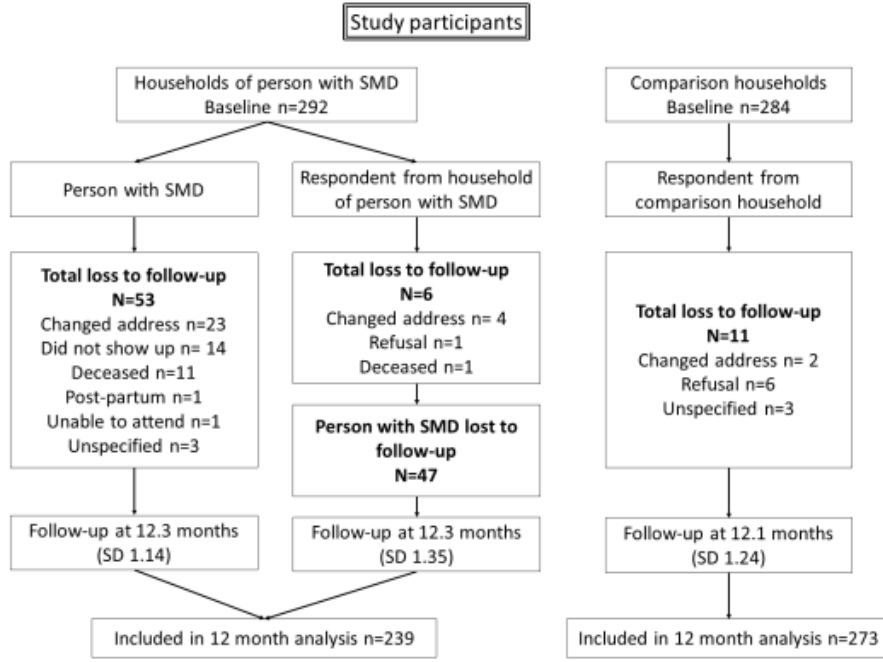 Study participants
Households of person with SMD
Baseline n=292
Comparison households
Baseline n=284
Person with SMD
Respondent from household
of person with SMD
Respondent from
comparison household
Total loss to follow-up
N=53
Changed address n=23
Did not show up n= 14
Deceased n=11
Post-partum n=1
Unable to attend n=1
Unspecified n=3
Total loss to follow-up
N=6
Changed address n= 4
Refusal n=1
Deceased n=1
Person with SMD lost to
follow-up
N=47
Total loss to follow-up
N=11
Changed address n= 2
Refusal n=6
Unspecified n=3
Follow-up at 12.3 months
(SD 1.14)
Follow-up at 12.3 months
(SD 1.35)
Follow-up at 12.1 months
(SD 1.24)
Included in 12 month analysis n=239
Included in 12 month analysis n=273